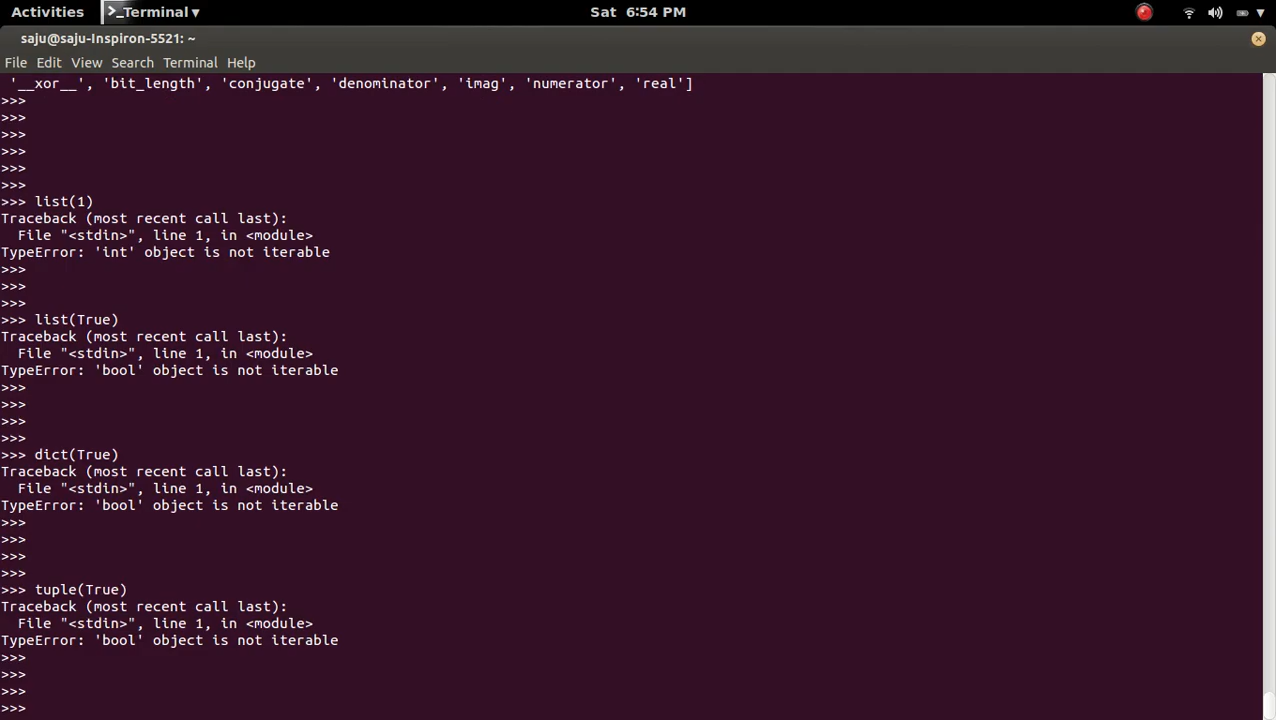 Activities >_Terminal ▾ Sat 6:54 PM
saju@saju-Inspiron-5521: ~
File Edit View Search Terminal Help
'__xor__', 'bit_length', 'conjugate', 'denominator', 'imag', 'numerator', 'real']
>>>
>>>
>>>
>>>
>>>
>>>
>>> list(1)
Traceback (most recent call last):
  File "<stdin>", line 1, in <module>
TypeError: 'int' object is not iterable
>>>
>>>
>>>
>>> list(True)
Traceback (most recent call last):
  File "<stdin>", line 1, in <module>
TypeError: 'bool' object is not iterable
>>>
>>>
>>>
>>>
>>> dict(True)
Traceback (most recent call last):
  File "<stdin>", line 1, in <module>
TypeError: 'bool' object is not iterable
>>>
>>>
>>>
>>>
>>> tuple(True)
Traceback (most recent call last):
  File "<stdin>", line 1, in <module>
TypeError: 'bool' object is not iterable
>>>
>>>
>>>
>>>